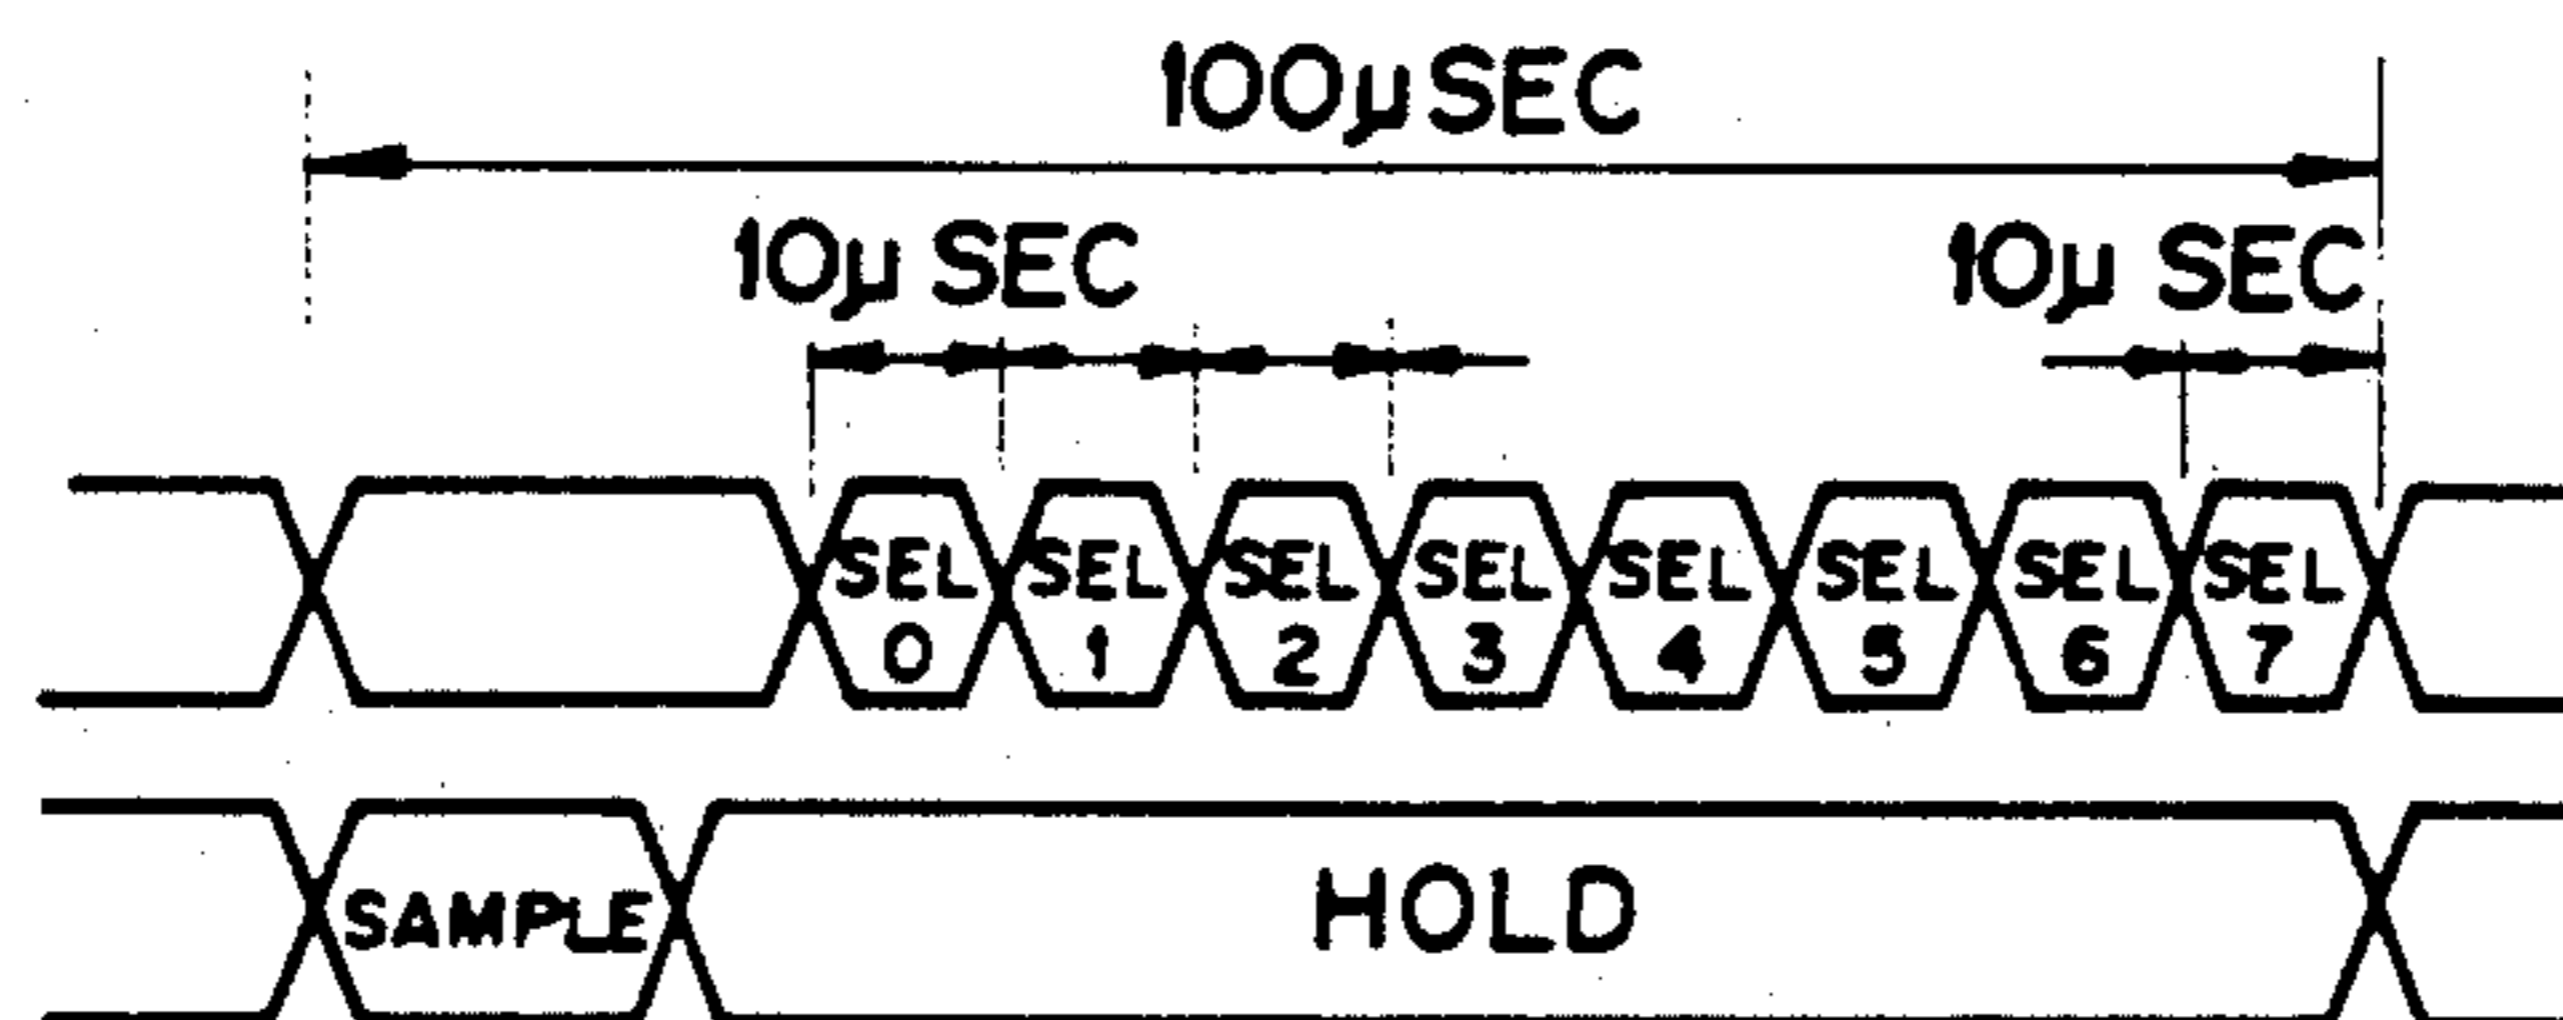 100μSEC
10μ SEC 10μ SEC
SEL SEL SEL SEL SEL SEL SEL SEL
0 1 2 3 4 5 6 7
SAMPLE HOLD